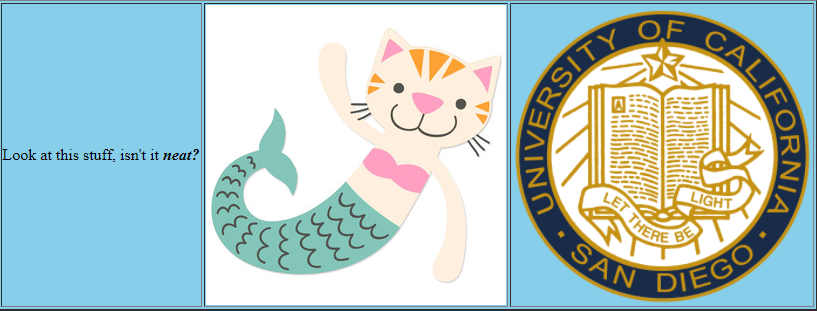 Look at this stuff, isn't it neat?
UNIVERSITY OF CALIFORNIA
· SAN DIEGO ·
A
LET THERE BE
LIGHT